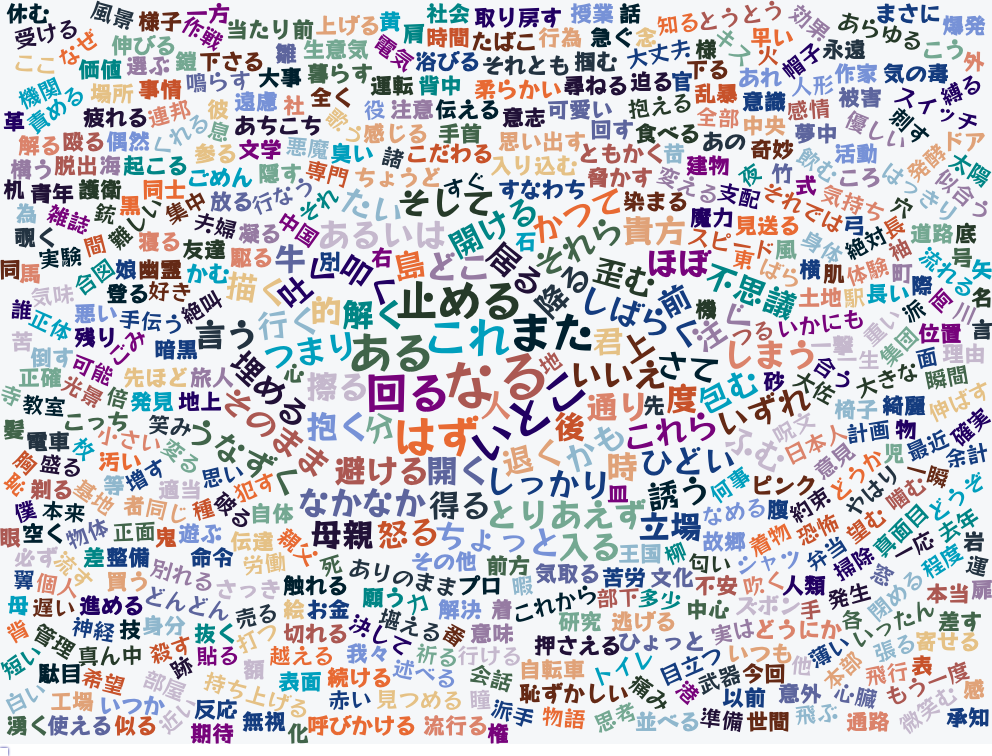 休む 風景 様子 一方 作戦 当たり前 上げる 黄 肩 社会 取り戻す 授業 話 知る とうとう 効果 あらゆる まさに 爆発
受ける なぜ 伸びる 鎧 下さる 雛 生意気 電気 時間 たばこ 行為 急ぐ 念 大丈夫 様 キス 早い 火 帽子 永遠 こう 外
ここ 価値 選ぶ 大事 暮らす 浴びる それとも 掴む 下る あれ 人形 作家 気の毒
機関 責める 場所 事情 鳴らす 全く 運転 背中 柔らかい 尋ねる 迫る 官 乱暴 意識 感情 被害 スイッチ 縛る
革 疲れる 連邦 彼 遠慮 社 役 注意 伝える 意志 可愛い 抱える 全部 中央 夢中 優しい 刺す ドア
解る 殴る 偶然 くれる 息 あちこち 歌う 感じる 手首 思い出す 回す 食べる あの 奇妙 活動 発酵 太陽
横う 脱出 海 起こる 参る 文学 悪魔 臭い 諸 こだわる 入り込む ともかく 苗 建物 夜 竹 飲む ころ はっきり 似合う
机 青年 護衛 同士 ごめん 隠す 専門 ちょうど すぐ すなわち 脅かす 変える 支配 式 気持ち 穴
為 雑誌 銃 黒 難しい 集中 放る 行なう それ たい そして 開ける かつて 染まる 魔力 見送る それでは 弓 長 道路 底
覗く 実験 間 夫婦 凝る 中国 あるいは 石 それら 貴方 スピード 風 身体 絶対 袖 流れる 号
同 馬 合図 娘 幽霊 寝る 友達 かむ 駆る 牛 別 右 島 どこ 居る 歪む ほぼ 東 ばら 横 肌 体験 町 矢
気味 登る 好き 絶叫 描く 吐く 叩く 止める 降る しばらく 前 不思議 機 土地 駅 長い 際 高い 名
誰 正体 悪い 手伝う 言う 行く 的 解く これ また 君 注ぐ つる いかにも 重い 派 川 言
苦 倒す 残り ごみ 暗黒 埋める つまり ある 上 さて しまう 一撃 一生 集団 位置 面 理由
正確 可能 先ほど 旅人 心 擦る 回る なる 地 いいえ 包む 砂 大佐 合う 大きな 瞬間
寺 教室 光景 倍 発見 地上 そのまま 人 いとこ 通り 先 度 いずれ 椅子 綺麗 伸ばす
髪 電車 こっち 枚 小さい 笑み うなずく 抱く 分 はず 後 かも これら ふむ 呪文 日本人 計画 物 最近 確実
胸 盛る 汚い 変る 思い 避ける 開く 退く 時 ひどい 意見 どうか 児 一瞬 余計
恥 剃る 基地 等 増す 適当 種 犯す しっかり 皿 誘う 何事 ピンク 約束 やはり 噛む どうぞ
僕 本来 者 同じ 破る 自体 なかなか 得る とりあえず 立場 なめる 腹 恐怖 望む 真面目 去年
眼 空く 物体 正面 鬼 遊ぶ 伝達 親父 母親 怒る ちょっと 入る 王国 柳 故郷 着物 弁当 掃除 一応 程度 岩
必ず 流す 差 整備 命令 労働 死 ありのまま その他 前方 気取る 苦労 文化 匂い シャツ 惑 運
翼 個人 買う 別れる さっき 触れる プロ 暇 部下 多少 不安 吹く 人類 発生 閉める 本当 扉
母 遅い 進める どんどん 売る 絵 お金 願う 力 解決 着 これから 中心 ズボン 手 各 いったん 差す
背 管理 神経 技 身分 抜く 打つ 切れる 決して 堪える 番 意味 研究 逃げる 実は どうにか 薄い 張る 寄せる
短い 真ん中 殺す 貼る 越える 我々 祈る 行ける 押さえる ひょっと いつも 他 本部 飛行 表
駄目 希望 跡 額 表面 続ける 述べる 会話 自転車 トイレ 目立つ 武器 今回 もう一度
白い 工場 いつか 部屋 持ち上げる 赤い 見つめる 瞳 恥ずかしい 痛み 港 以前 意外 心臓 感
湧く 使える 似る 近い 反応 無視 呼びかける 流行る 派手 物語 思考 並べる 準備 世間 飛ぶ 通路 微笑む 承知
期待 化 権